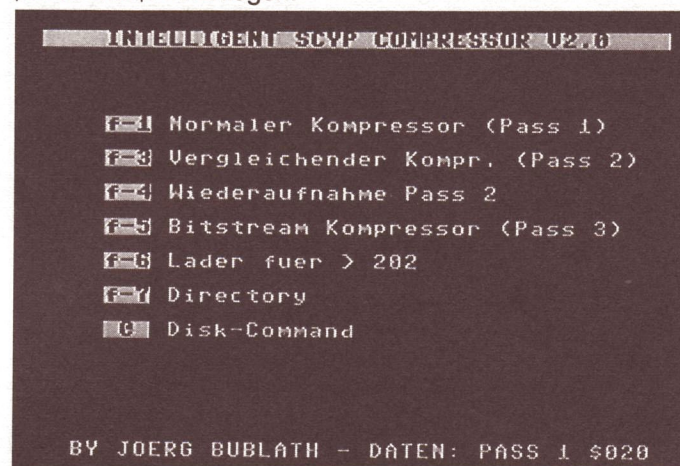 INTELLIGENT SCYP COMPRESSOR V2.0
f-1 Normaler Kompressor (Pass 1)
f-3 Vergleichender Kompr. (Pass 2)
f-4 Wiederaufnahme Pass 2
f-5 Bitstream Kompressor (Pass 3)
f-6 Lader fuer > 202
f-7 Directory
C Disk-Command
BY JOERG BUBLATH - DATEN: PASS 1 $020